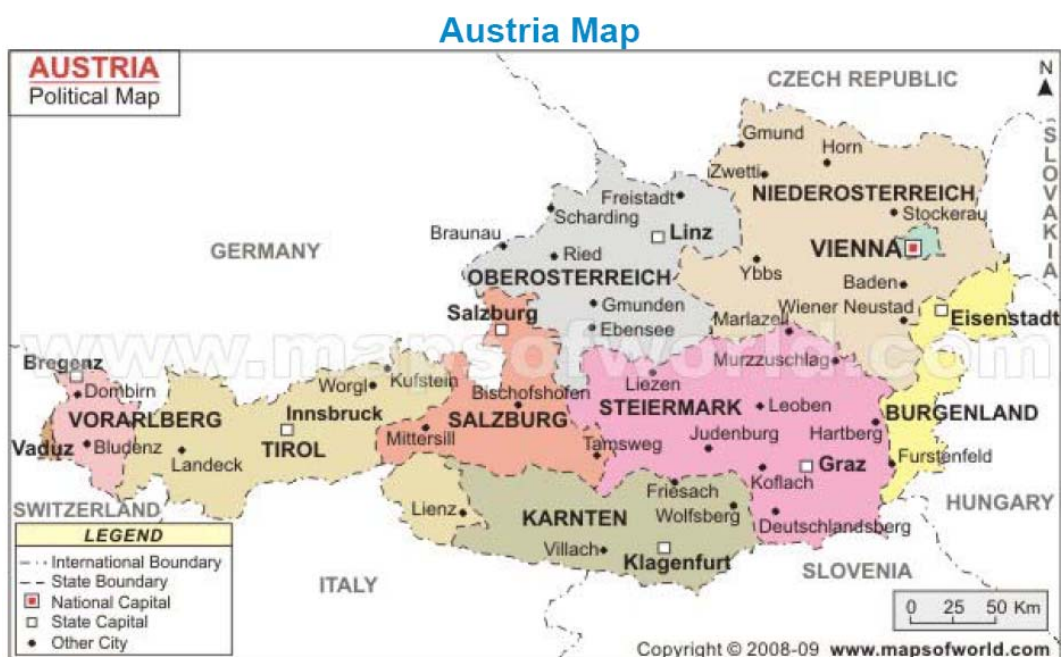 Austria Map
AUSTRIA
Political Map
CZECH REPUBLIC
N
SLOVAKIA
Gmund
Horn
Zwetti
NIEDEROSTERREICH
Freistadt
Stockerau
Scharding
Linz
Braunau
VIENNA
GERMANY
Ried
Ybbs
OBEROSTERREICH
Baden
Gmunden
Wiener Neustad
Salzburg
Eisenstadt
Ebensee
Marlazell
www.mapsofworld.com
Bregenz
Murzzuschlag
Worgl
Kufstein
Liezen
Dombirn
Bischofshofen
STEIERMARK
Leoben
BURGENLAND
Innsbruck
VORARLBERG
SALZBURG
Hartberg
Mittersill
Judenburg
Vaduz
Bludenz
TIROL
Tamsweg
Landeck
Graz
Furstenfeld
Koflach
Friesach
HUNGARY
SWITZERLAND
Lienz
KARNTEN
Wolfsberg
Deutschlandsberg
LEGEND
International Boundary
State Boundary
National Capital
State Capital
Other City
Villach
Klagenfurt
ITALY
SLOVENIA
0 25 50 Km
Copyright © 2008-09 www.mapsofworld.com